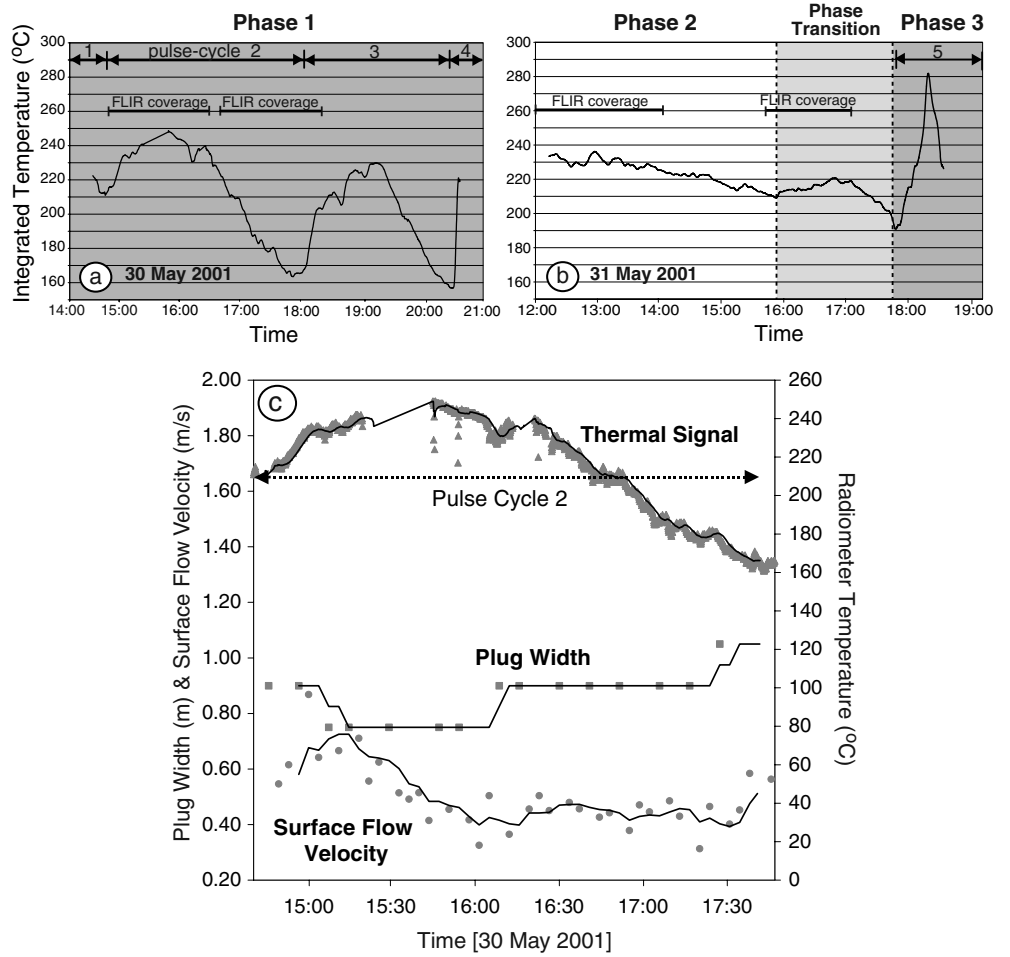 Phase 1
Integrated Temperature (ºC)
300
280
260
240
220
200
180
160
1
pulse-cycle 2
3
4
FLIR coverage
FLIR coverage
a
30 May 2001
14:00
15:00
16:00
17:00
18:00
19:00
20:00
21:00
Time
Phase 2
Phase
Transition
Phase 3
300
280
260
240
220
200
180
160
5
FLIR coverage
FLIR coverage
b
31 May 2001
12:00
13:00
14:00
15:00
16:00
17:00
18:00
19:00
Time
c
Plug Width (m) & Surface Flow Velocity (m/s)
2.00
1.80
1.60
1.40
1.20
1.00
0.80
0.60
0.40
0.20
Thermal Signal
Pulse Cycle 2
Plug Width
Surface Flow
Velocity
260
240
220
200
180
160
140
120
100
80
60
40
20
0
Radiometer Temperature (ºC)
15:00
15:30
16:00
16:30
17:00
17:30
Time [30 May 2001]